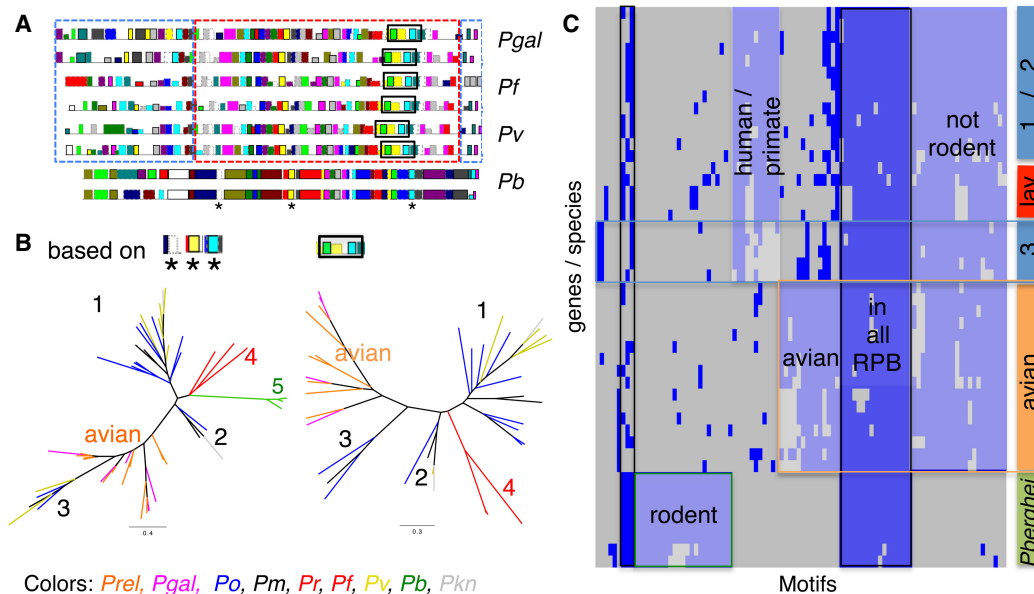 A
Pgal
Pf
Pv
Pb
* * *
B
based on
* * *
1
4
5
avian
2
3
0.4
avian
1
3
2
4
0.3
Colors: Prel, Pgal, Po, Pm, Pr, Pf, Pv, Pb, Pkn
C
genes / species
human /
primate
not
rodent
in
all
RPB
avian
rodent
Motifs
1 / 2
lav
3
avian
Pberghei